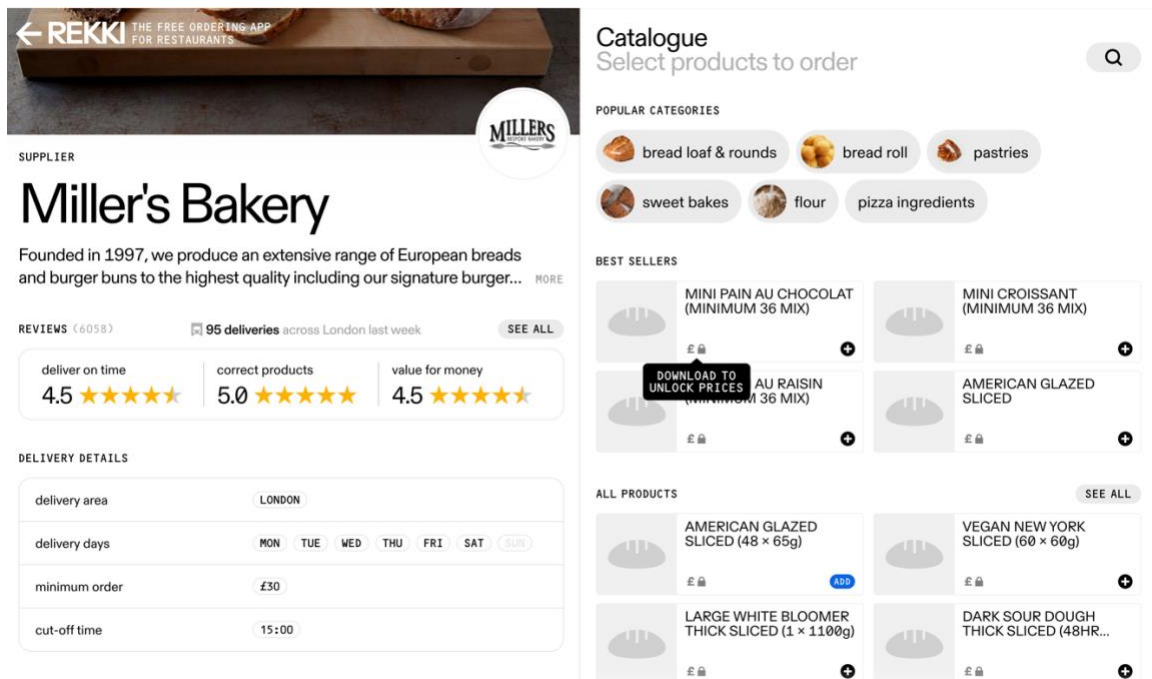 REKKI
THE FREE ORDERING APP
FOR RESTAURANTS
MILLERS
BESPOKE BAKERY
SUPPLIER
Miller's Bakery
Founded in 1997, we produce an extensive range of European breads
and burger buns to the highest quality including our signature burger... MORE
REVIEWS (6058)
95 deliveries across London last week
SEE ALL
deliver on time
4.5
correct products
5.0
value for money
4.5
DELIVERY DETAILS
delivery area
LONDON
delivery days
MON TUE WED THU FRI SAT SUN
minimum order
£30
cut-off time
15:00
Catalogue
Select products to order
POPULAR CATEGORIES
bread loaf & rounds
bread roll
pastries
sweet bakes
flour
pizza ingredients
BEST SELLERS
MINI PAIN AU CHOCOLAT
(MINIMUM 36 MIX)
£
MINI CROISSANT
(MINIMUM 36 MIX)
£
DOWNLOAD TO
UNLOCK PRICES
AU RAISIN
(MINIMUM 36 MIX)
£
AMERICAN GLAZED
SLICED
£
ALL PRODUCTS
SEE ALL
AMERICAN GLAZED
SLICED (48 × 65g)
£
ADD
VEGAN NEW YORK
SLICED (60 × 60g)
£
LARGE WHITE BLOOMER
THICK SLICED (1 × 1100g)
£
DARK SOUR DOUGH
THICK SLICED (48HR...
£